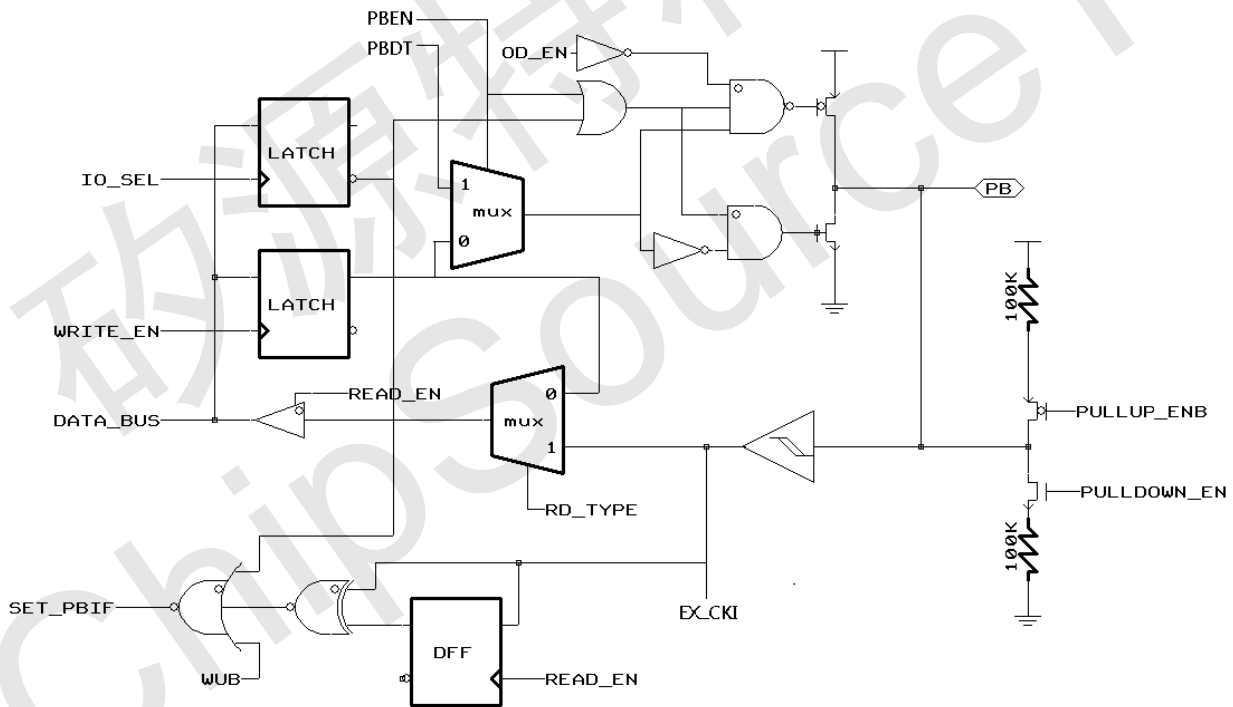 PBEN
PBDT
OD_EN
LATCH
IO_SEL
1
mux
0
PB
LATCH
WRITE_EN
100K
READ_EN
DATA_BUS
0
mux
1
PULLUP_ENB
RD_TYPE
PULLDOWN_EN
100K
SET_PBIF
EX_CKI
DFF
WUB
READ_EN
矽源特
ChipSource